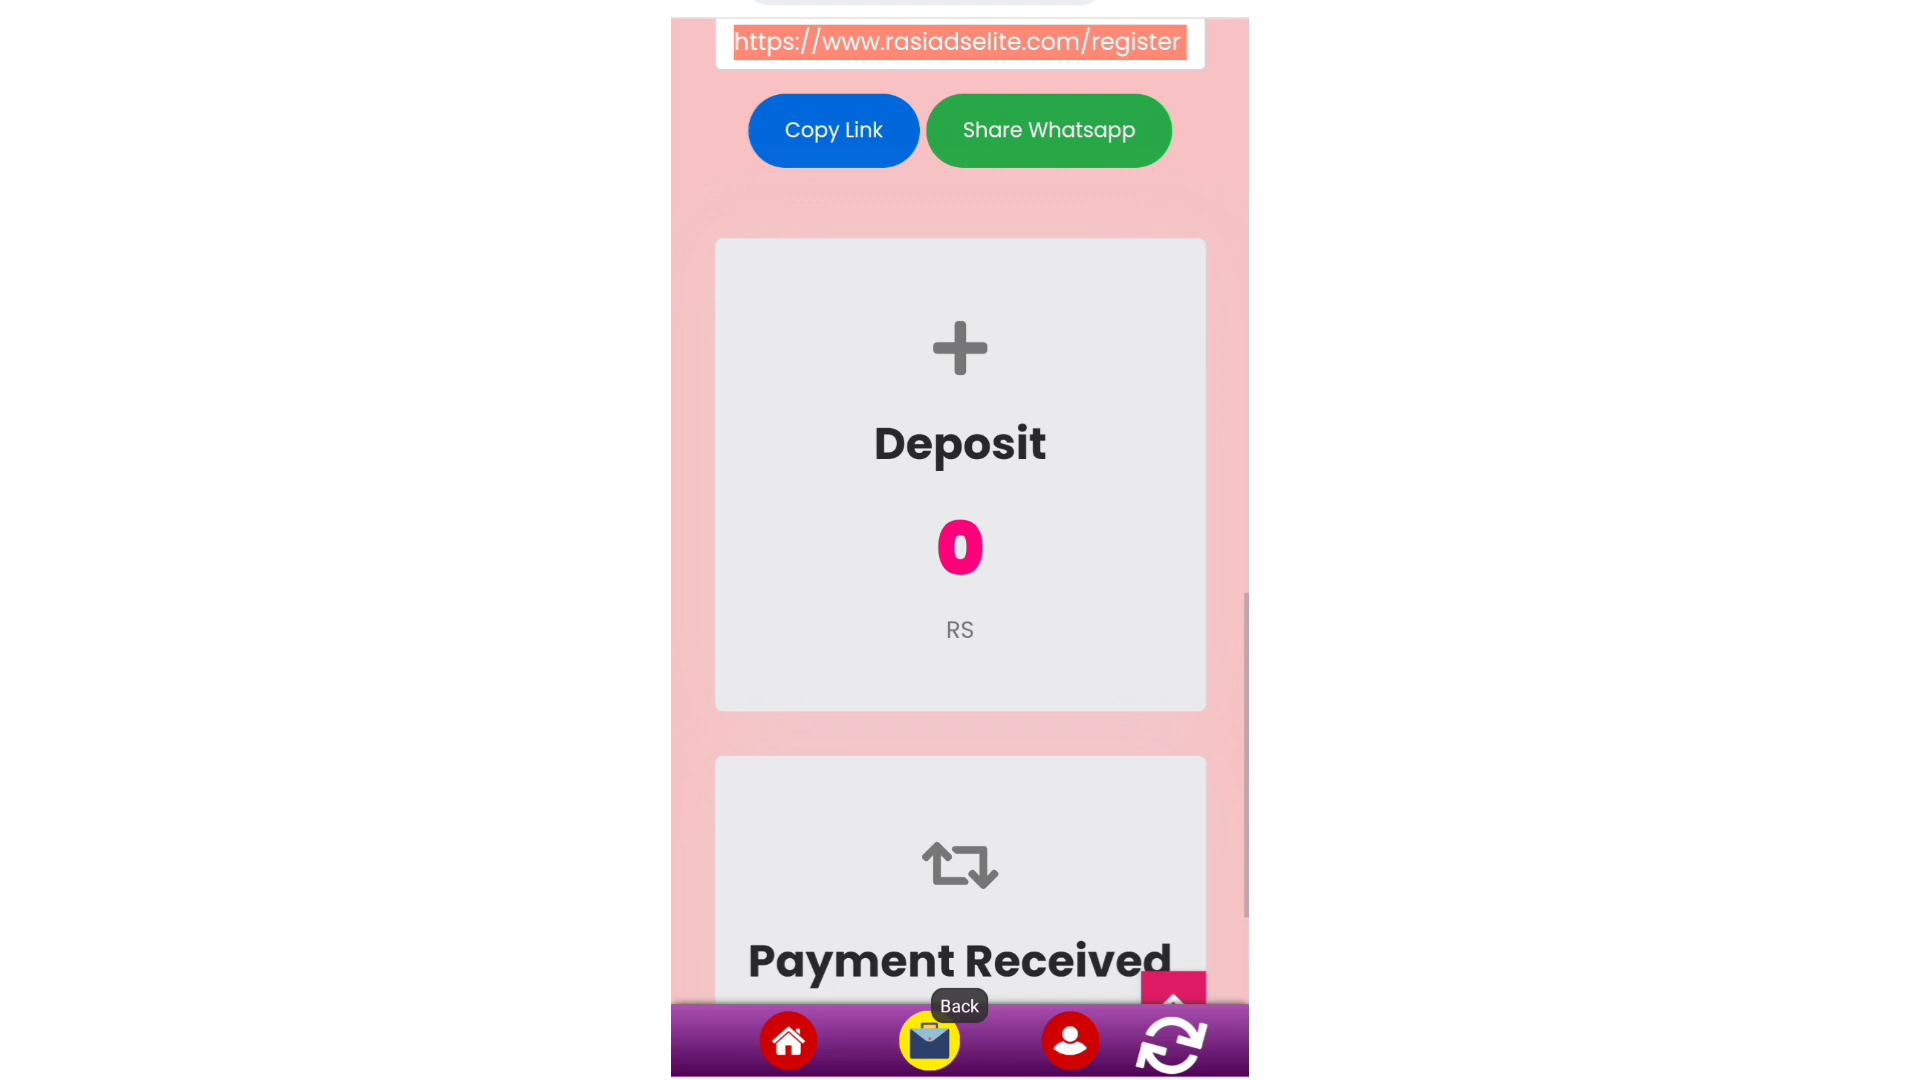 https://www.rasiadselite.com/register
Copy Link
Share Whatsapp
Deposit
0
RS
Payment Received
Back